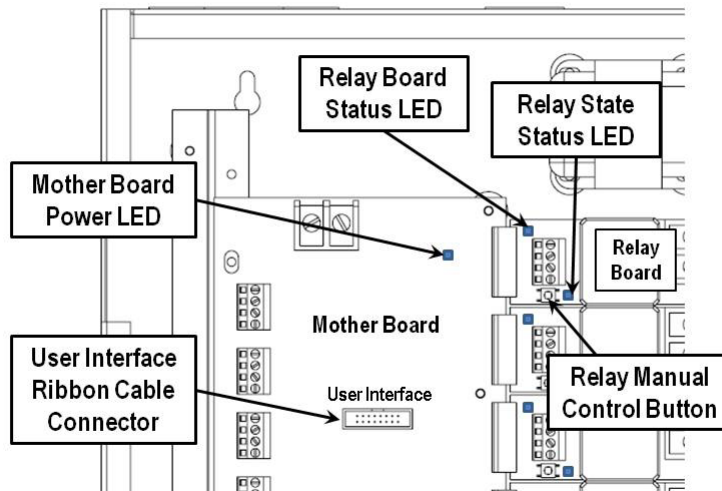 Relay Board
Status LED
Relay State
Status LED
Mother Board
Power LED
Relay
Board
Mother Board
User Interface
Ribbon Cable
Connector
User Interface
Relay Manual
Control Button